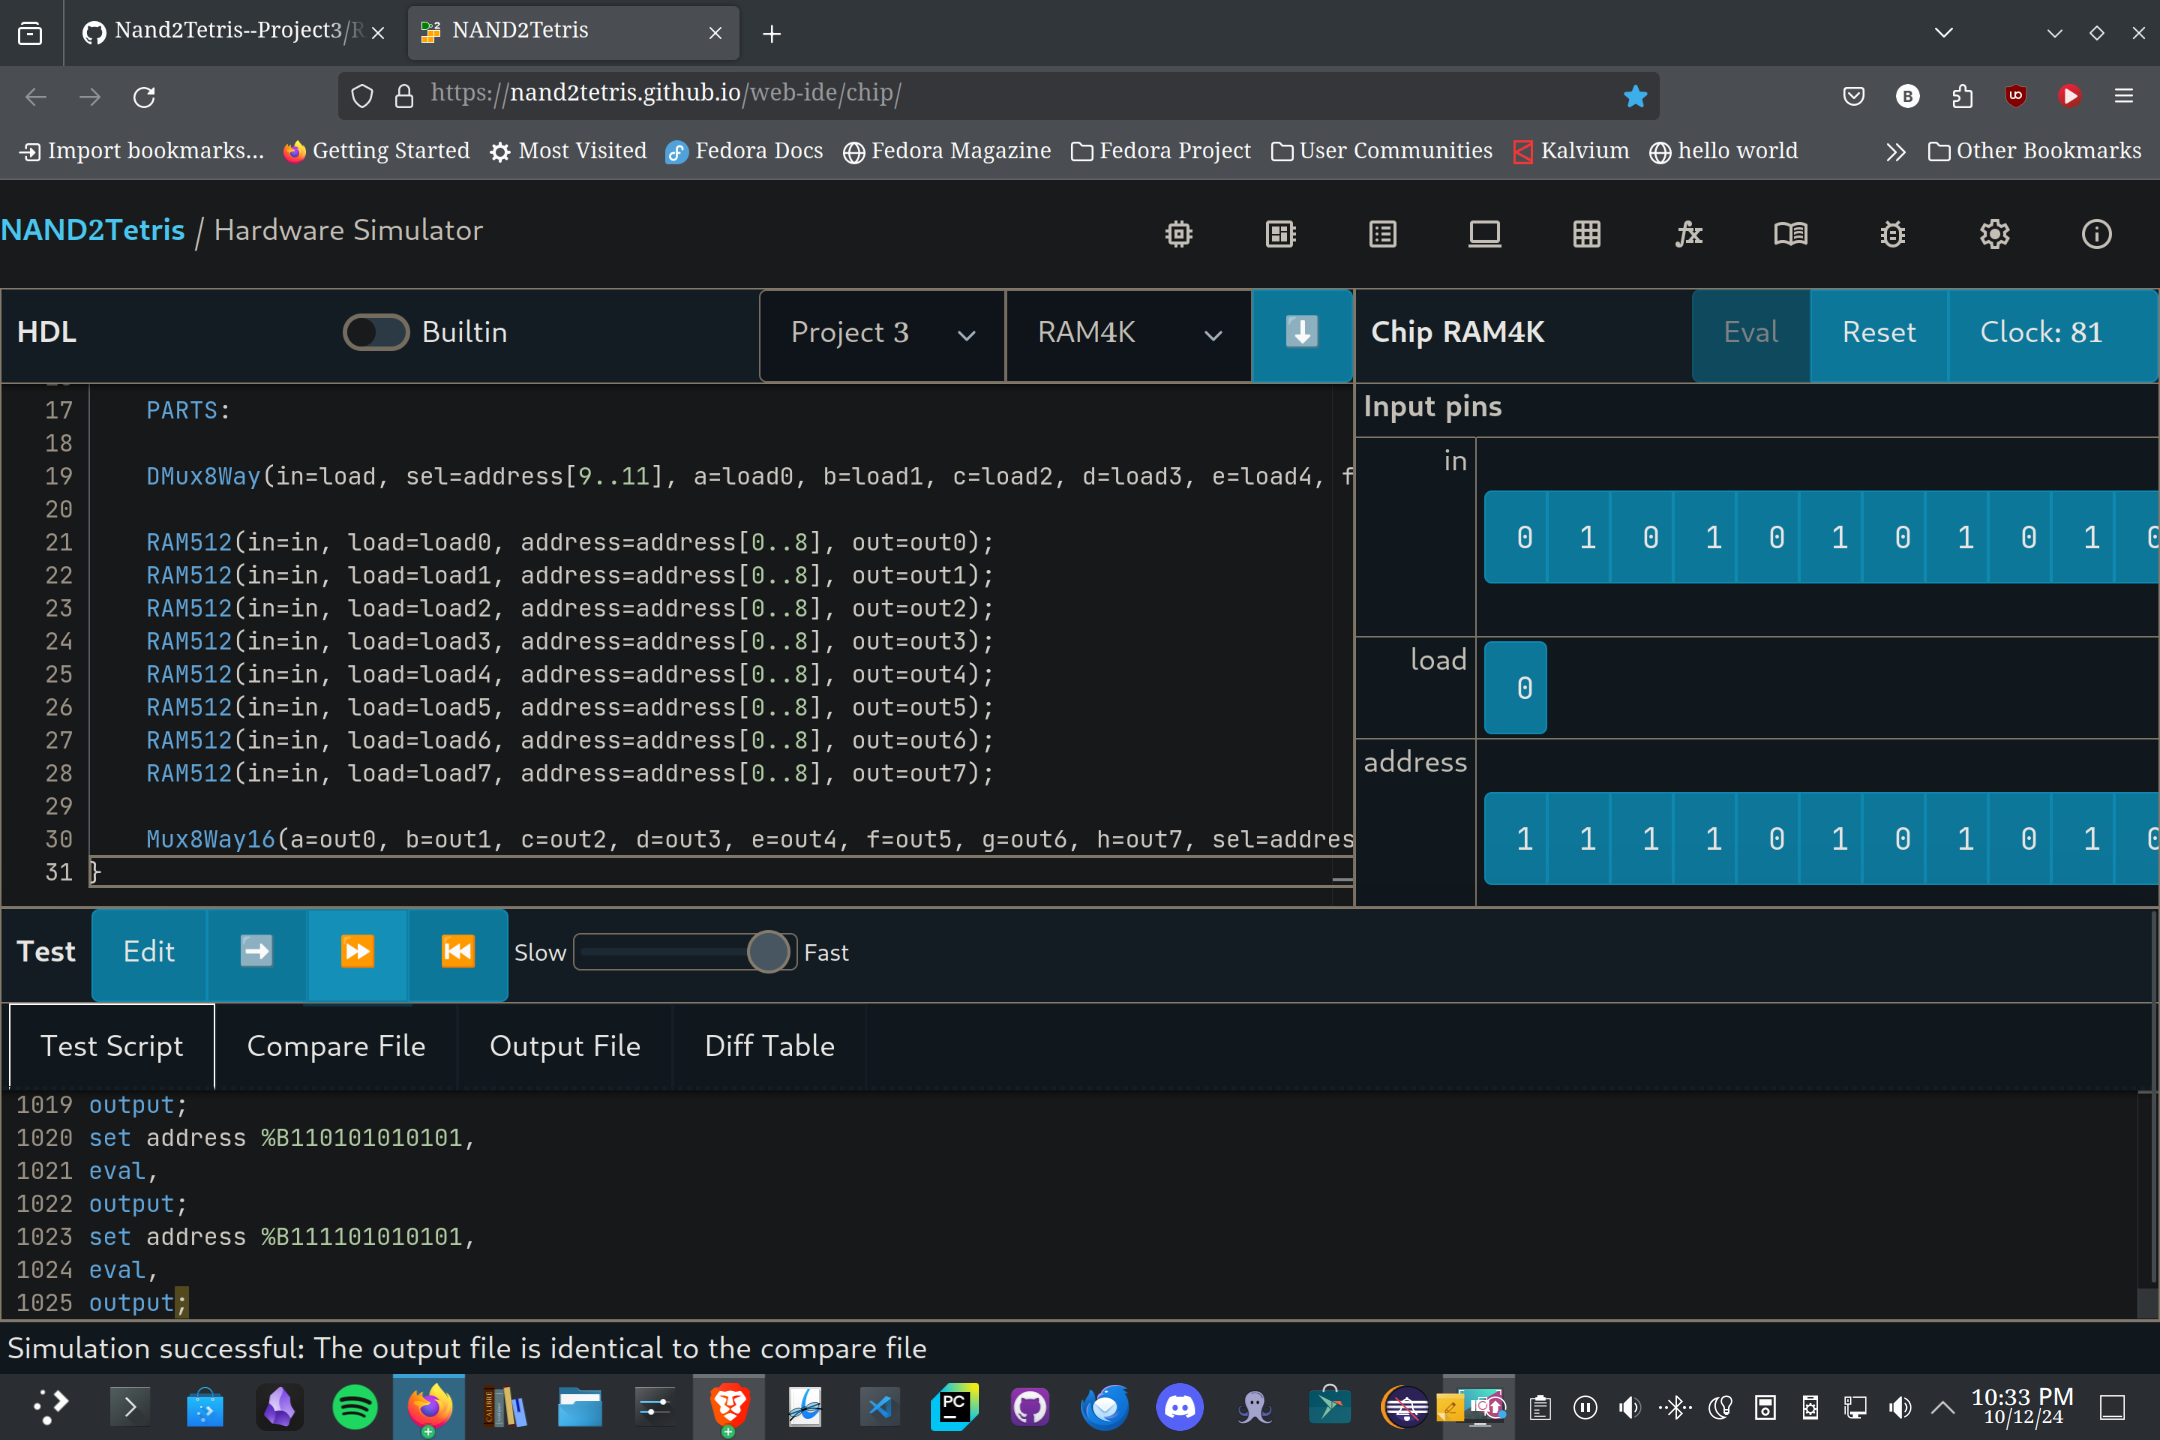 Nand2Tetris--Project3/R
NAND2Tetris
https://nand2tetris.github.io/web-ide/chip/
Import bookmarks...
Getting Started
Most Visited
Fedora Docs
Fedora Magazine
Fedora Project
User Communities
Kalvium
hello world
Other Bookmarks
NAND2Tetris / Hardware Simulator
HDL
Builtin
Project 3
RAM4K
Chip RAM4K
Eval
Reset
Clock: 81
17 PARTS:
18
19 DMux8Way(in=load, sel=address[9..11], a=load0, b=load1, c=load2, d=load3, e=load4, f
20
21 RAM512(in=in, load=load0, address=address[0..8], out=out0);
22 RAM512(in=in, load=load1, address=address[0..8], out=out1);
23 RAM512(in=in, load=load2, address=address[0..8], out=out2);
24 RAM512(in=in, load=load3, address=address[0..8], out=out3);
25 RAM512(in=in, load=load4, address=address[0..8], out=out4);
26 RAM512(in=in, load=load5, address=address[0..8], out=out5);
27 RAM512(in=in, load=load6, address=address[0..8], out=out6);
28 RAM512(in=in, load=load7, address=address[0..8], out=out7);
29
30 Mux8Way16(a=out0, b=out1, c=out2, d=out3, e=out4, f=out5, g=out6, h=out7, sel=addres
31 }
Input pins
in
0 1 0 1 0 1 0 1 0 1 0
load
0
address
1 1 1 1 0 1 0 1 0 1 0
Test
Edit
Slow
Fast
Test Script
Compare File
Output File
Diff Table
1019 output;
1020 set address %B110101010101,
1021 eval,
1022 output;
1023 set address %B111101010101,
1024 eval,
1025 output;
Simulation successful: The output file is identical to the compare file
10:33 PM
10/12/24